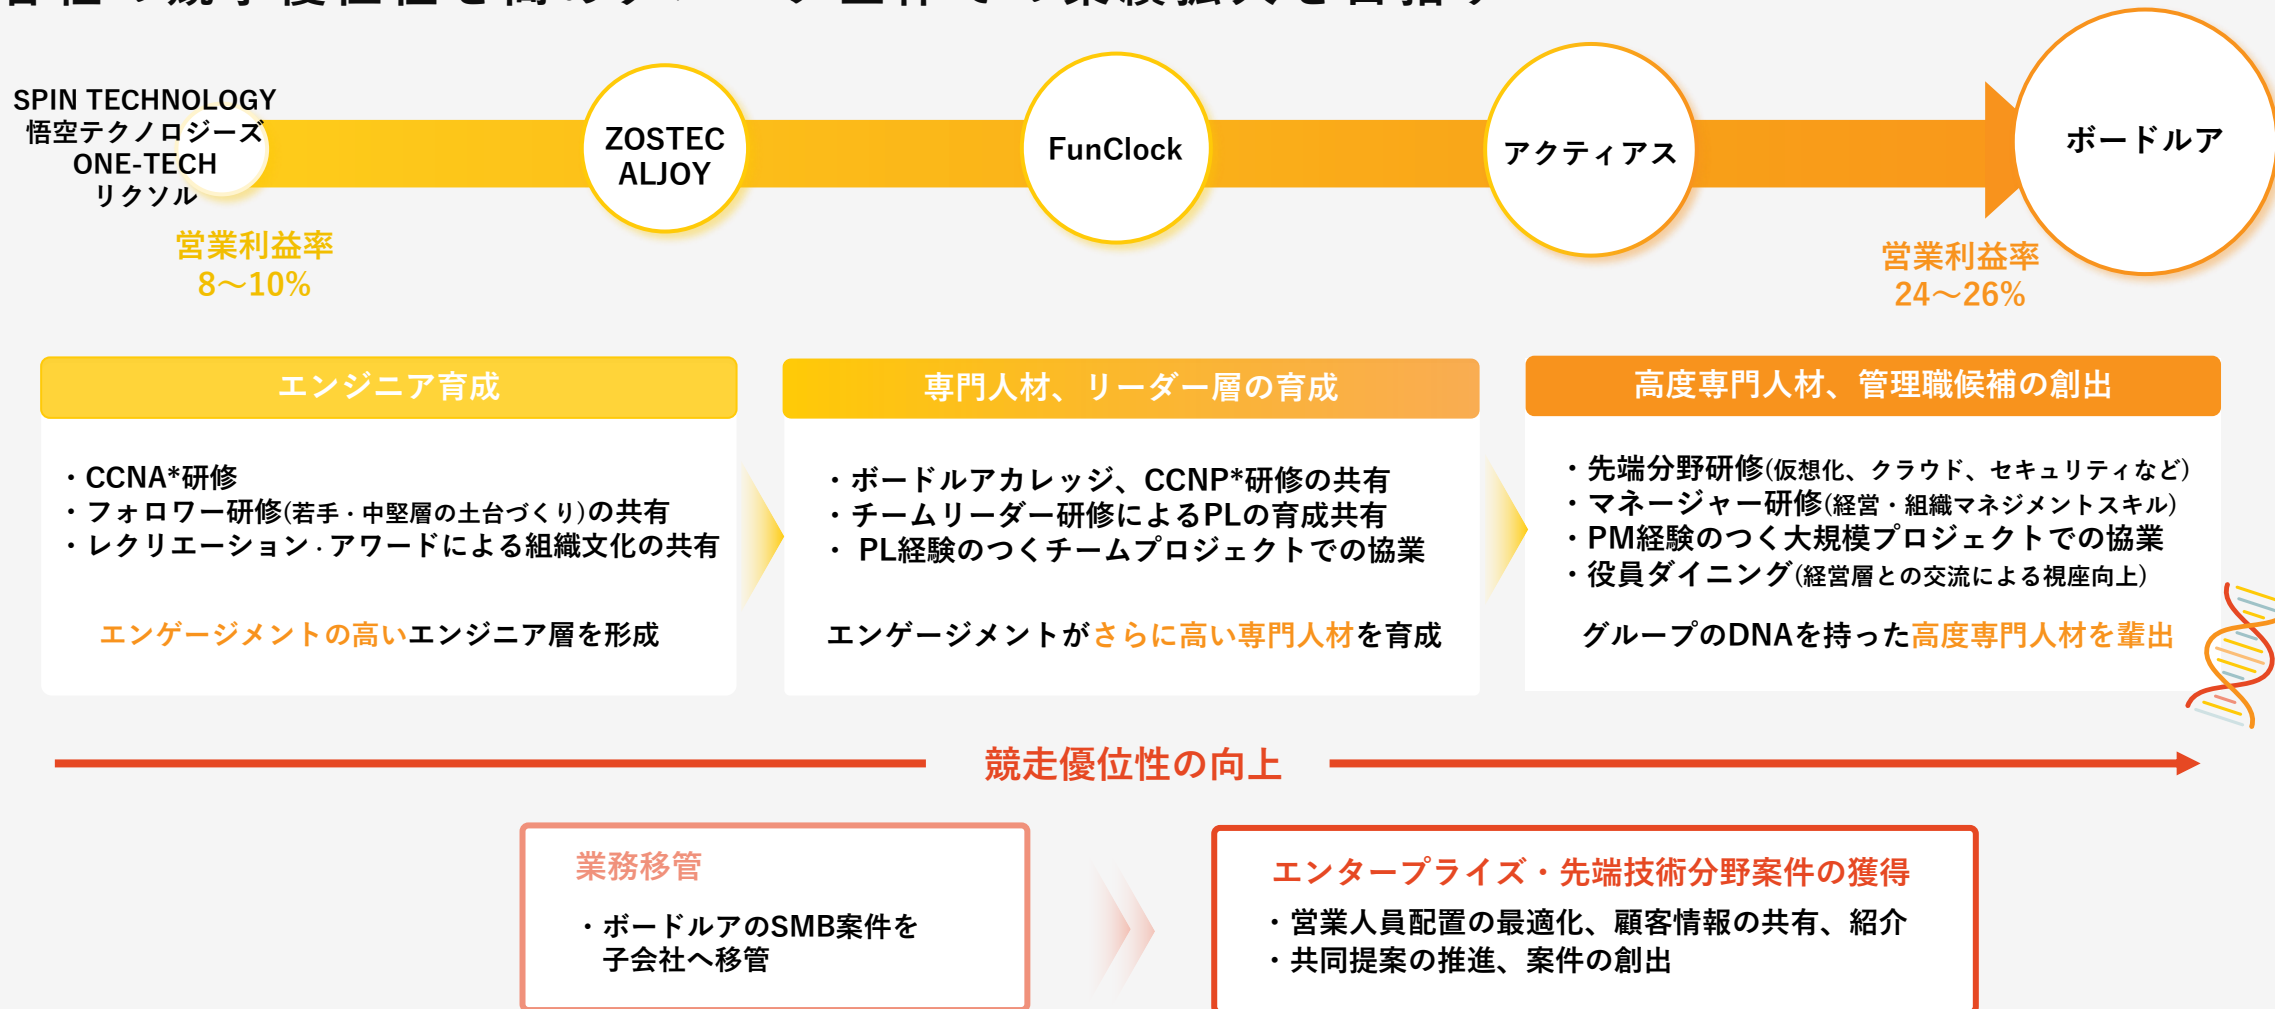 SPIN TECHNOLOGY
悟空テクノロジーズ
ONE-TECH
リクソル
ZOSTEC
ALJOY
FunClock
アクティアス
ボードルア
営業利益率
8～10%
営業利益率
24～26%
エンジニア育成
・CCNA*研修
・フォロワー研修(若手・中堅層の土台づくり)の共有
・レクリエーション・アワードによる組織文化の共有
エンゲージメントの高いエンジニア層を形成
専門人材、リーダー層の育成
・ボードルアカレッジ、CCNP*研修の共有
・チームリーダー研修によるPLの育成共有
・ PL経験のつくチームプロジェクトでの協業
エンゲージメントがさらに高い専門人材を育成
高度専門人材、管理職候補の創出
・先端分野研修(仮想化、クラウド、セキュリティなど)
・マネージャー研修(経営・組織マネジメントスキル)
・PM経験のつく大規模プロジェクトでの協業
・役員ダイニング(経営層との交流による視座向上)
グループのDNAを持った高度専門人材を輩出
競走優位性の向上
業務移管
・ボードルアのSMB案件を
子会社へ移管
エンタープライズ・先端技術分野案件の獲得
・営業人員配置の最適化、顧客情報の共有、紹介
・共同提案の推進、案件の創出